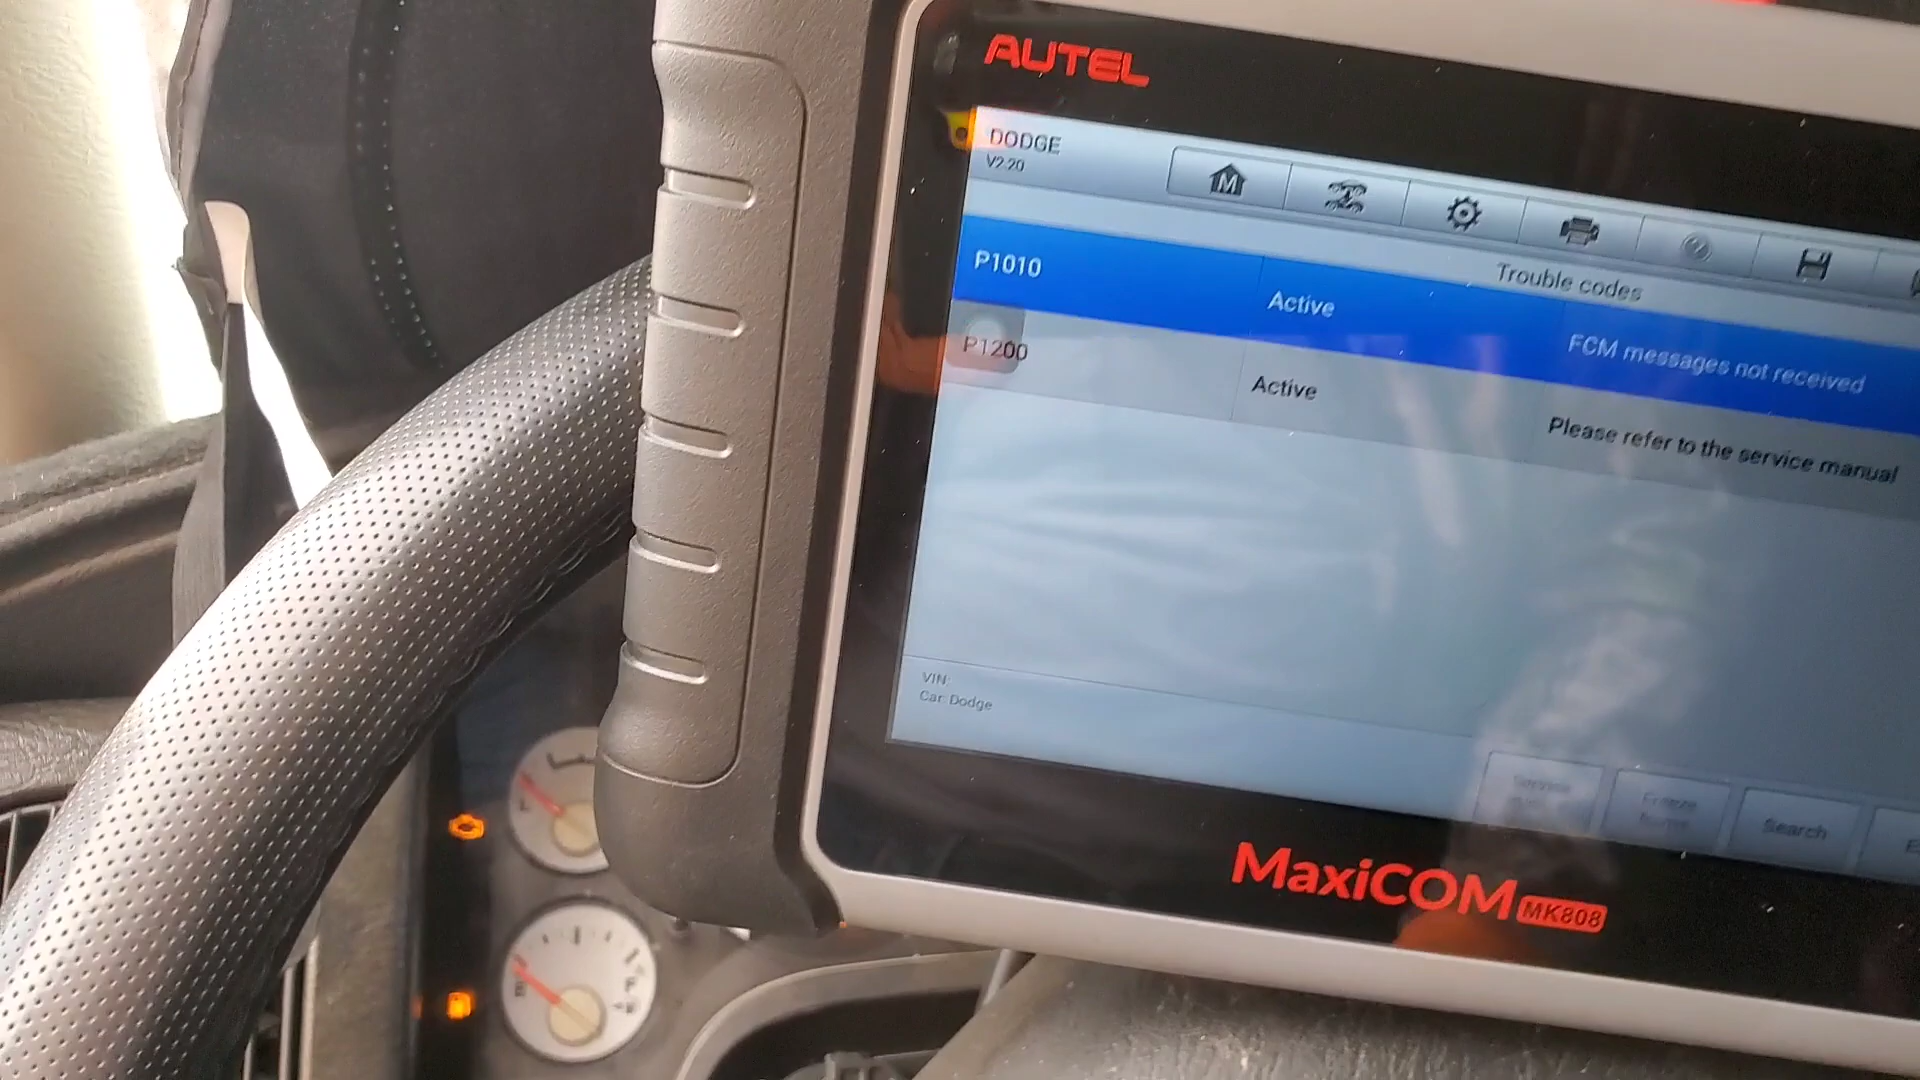 AUTEL
DODGE
V2.20
M
Trouble codes
P1010 Active FCM messages not received
P1200 Active Please refer to the service manual
VIN:
Car: Dodge
Service
Freeze
Search
E
MaxiCOM MK808